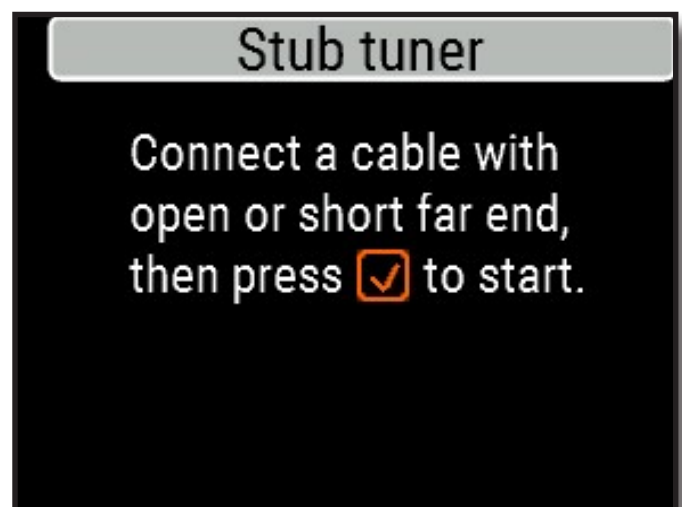 Stub tuner
Connect a cable with
open or short far end,
then press ☑ to start.